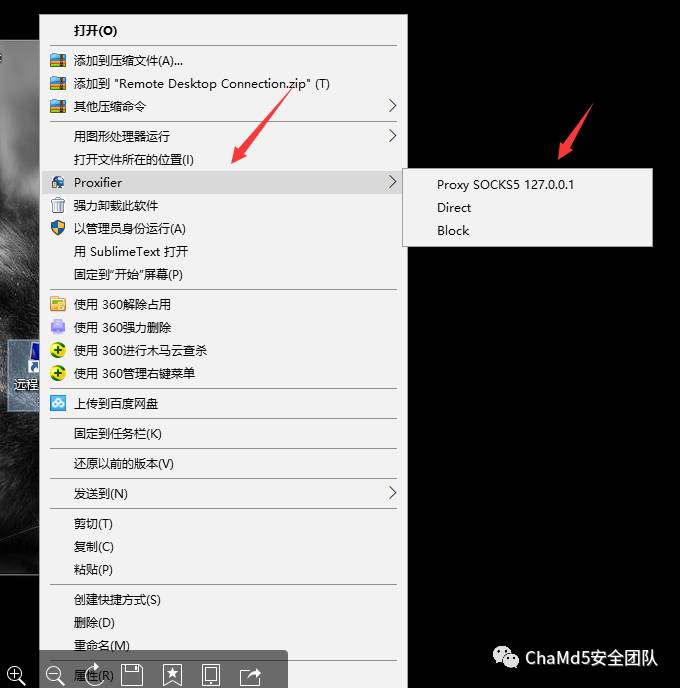 打开(O)
添加到压缩文件(A)...
添加到 "Remote Desktop Connection.zip" (T)
其他压缩命令
用图形处理器运行
打开文件所在的位置(I)
Proxifier
Proxy SOCKS5 127.0.0.1
Direct
Block
强力卸载此软件
以管理员身份运行(A)
用 SublimeText 打开
固定到"开始"屏幕(P)
使用 360解除占用
使用 360强力删除
使用 360进行木马云查杀
使用 360管理右键菜单
远程
上传到百度网盘
固定到任务栏(K)
还原以前的版本(V)
发送到(N)
剪切(T)
复制(C)
粘贴(P)
创建快捷方式(S)
删除(D)
重命名(M)
属性(R)
ChaMd5安全团队